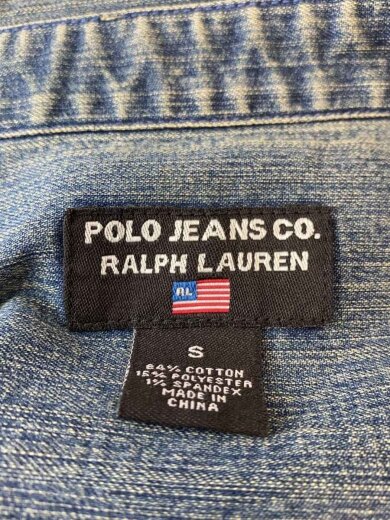 POLO JEANS CO.
RALPH LAUREN
RL
S
84% COTTON
15% POLYESTER
1% SPANDEX
MADE IN
CHINA